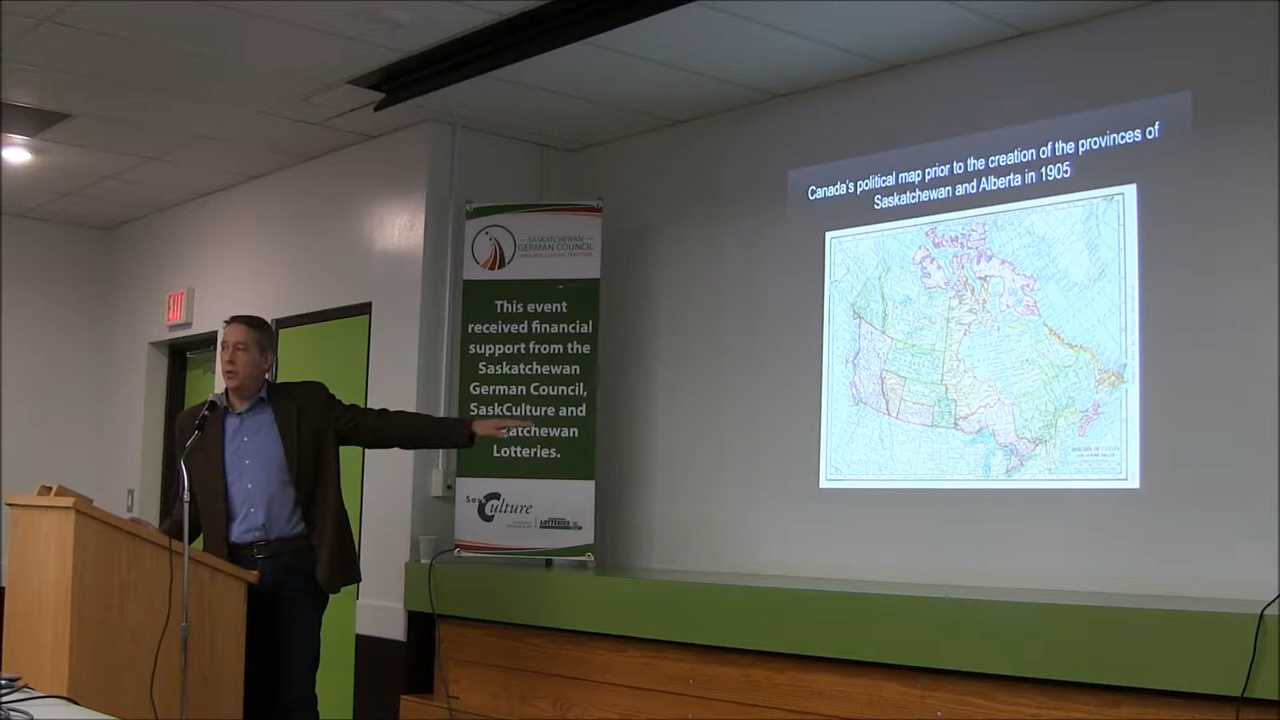 EXIT
SASKATCHEWAN
GERMAN COUNCIL
This event
received financial
support from the
Saskatchewan
German Council,
SaskCulture and
atchewan
Lotteries.
Culture
LOTTERIES
Canada's political map prior to the creation of the provinces of
Saskatchewan and Alberta in 1905